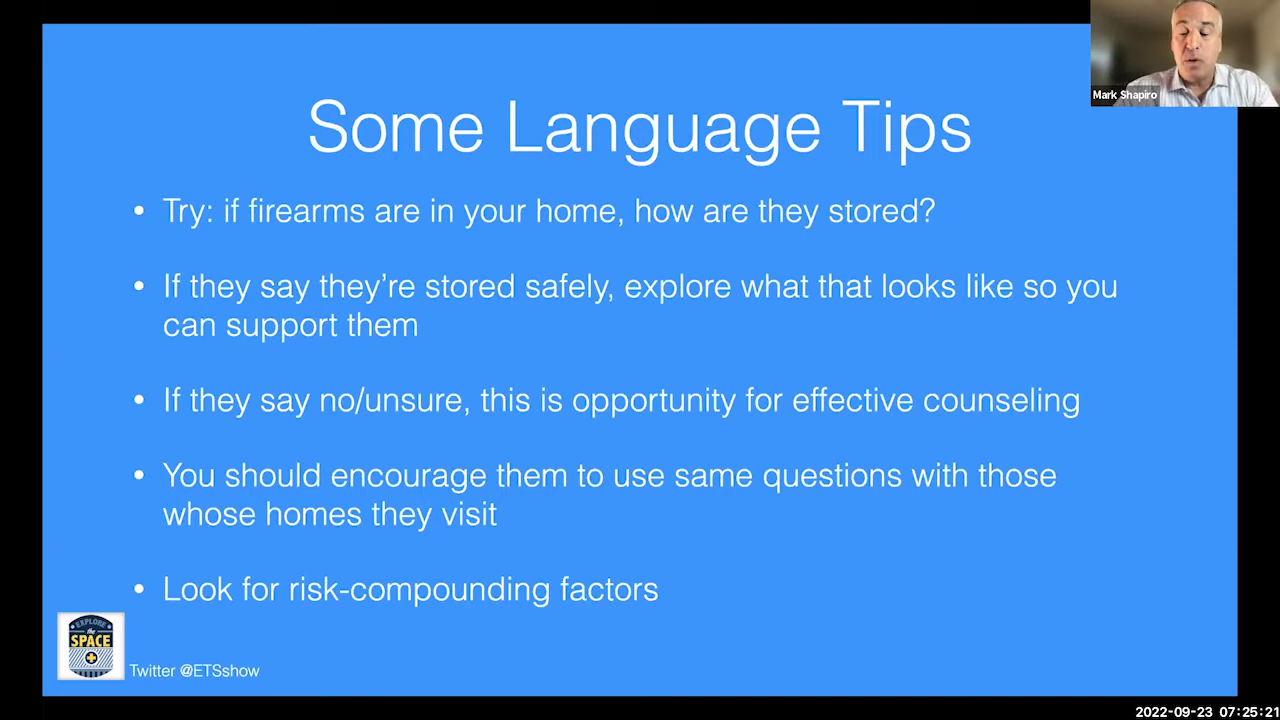 Mark Shapiro
Some Language Tips
• Try: if firearms are in your home, how are they stored?
• If they say they’re stored safely, explore what that looks like so you
can support them
• If they say no/unsure, this is opportunity for effective counseling
• You should encourage them to use same questions with those
whose homes they visit
• Look for risk-compounding factors
EXPLORE
the
SPACE
Twitter @ETSshow
2022-09-23 07:25:21